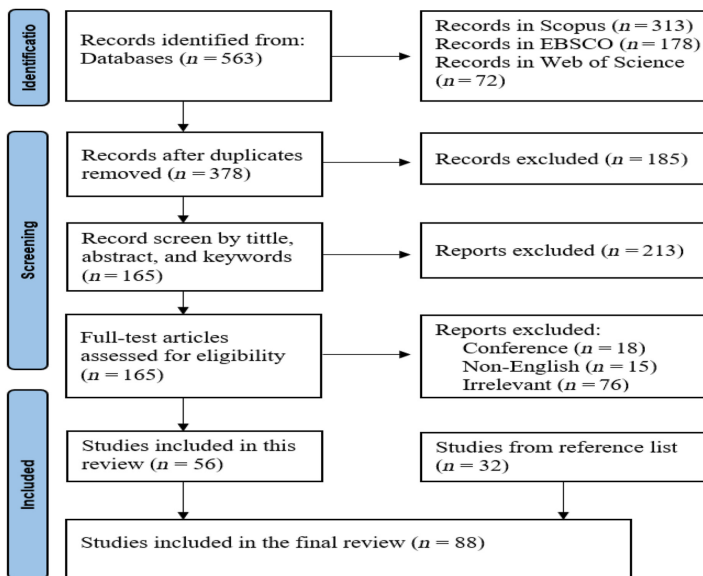 Identificatio
Records identified from:
Databases (n = 563)
Records in Scopus (n = 313)
Records in EBSCO (n = 178)
Records in Web of Science
(n = 72)
Screening
Records after duplicates
removed (n = 378)
Records excluded (n = 185)
Record screen by tittle,
abstract, and keywords
(n = 165)
Reports excluded (n = 213)
Full-test articles
assessed for eligibility
(n = 165)
Reports excluded:
Conference (n = 18)
Non-English (n = 15)
Irrelevant (n = 76)
Included
Studies included in this
review (n = 56)
Studies from reference list
(n = 32)
Studies included in the final review (n = 88)